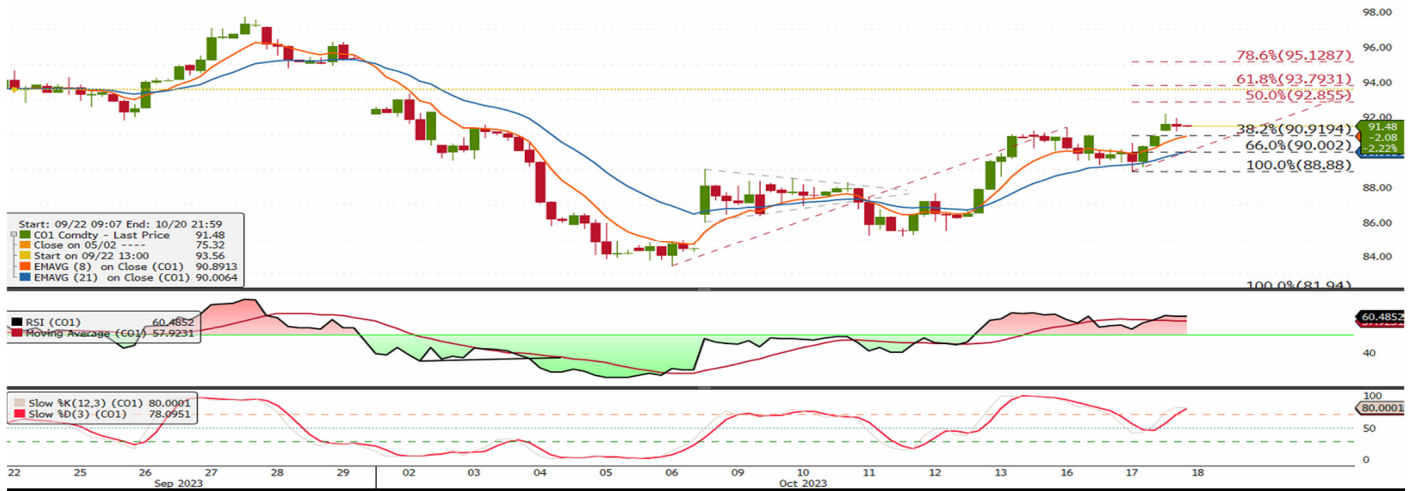 98.00
96.00
94.00
92.00
88.00
86.00
84.00
78.6%(95.1287)
61.8%(93.7931)
50.0%(92.855)
38.2%(90.9194)
66.0%(90.002)
100.0%(88.88)
100.0%(81.94)
91.48
-2.08
-2.22%
Start: 09/22 09:07 End: 10/20 21:59
CO1 Comdty - Last Price 91.48
Close on 05/02 ---- 75.32
Start on 09/22 13:00 93.56
EMAVG (8) on Close (CO1) 90.8913
EMAVG (21) on Close (CO1) 90.0064
RSI (CO1) 60.4852
Moving Average (CO1) 57.9231
60.4852
40
Slow %K(12,3) (CO1) 80.0001
Slow %D(3) (CO1) 78.0951
100
80.0001
50
0
22 25 26 27 28 29 02 03 04 05 06 09 10 11 12 13 16 17 18
Sep 2023 Oct 2023